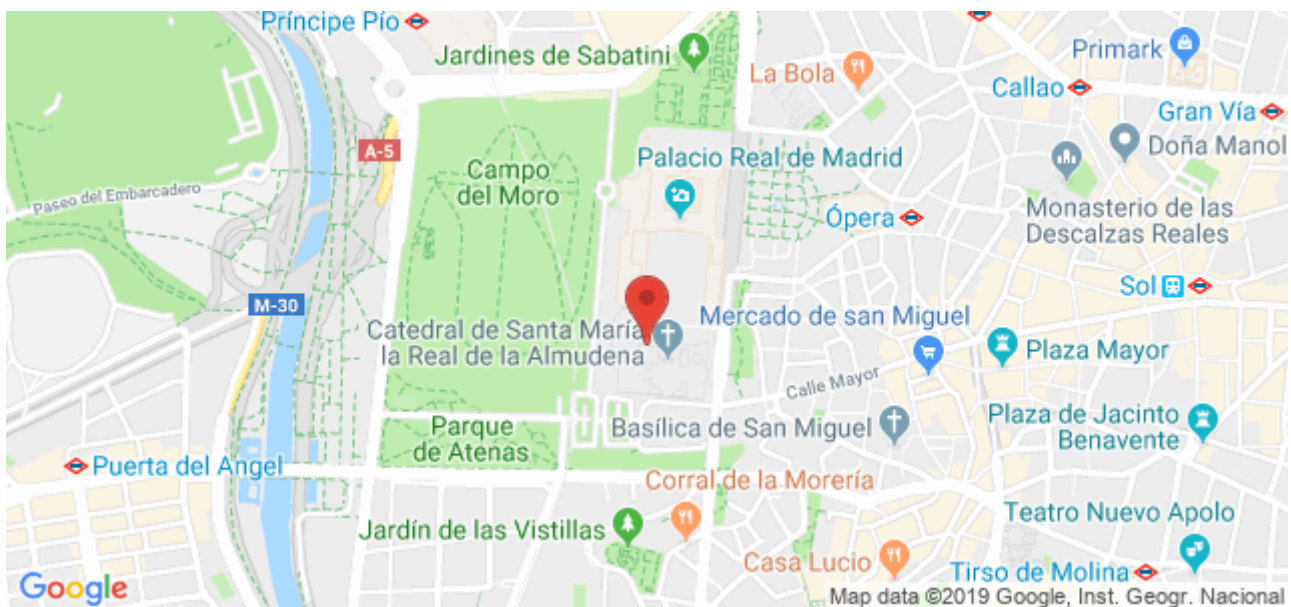 Príncipe Pío
Jardines de Sabatini
La Bola
Primark
Callao
Gran Vía
Doña Manol
A-5
Campo
del Moro
Palacio Real de Madrid
Paseo del Embarcadero
Ópera
Monasterio de las
Descalzas Reales
Sol
M-30
Catedral de Santa María
la Real de la Almudena
Mercado de san Miguel
Plaza Mayor
Calle Mayor
Parque
de Atenas
Basílica de San Miguel
Plaza de Jacinto
Benavente
Puerta del Angel
Corral de la Morería
Jardín de las Vistillas
Teatro Nuevo Apolo
Casa Lucio
Tirso de Molina
Google
Map data ©2019 Google, Inst. Geogr. Nacional